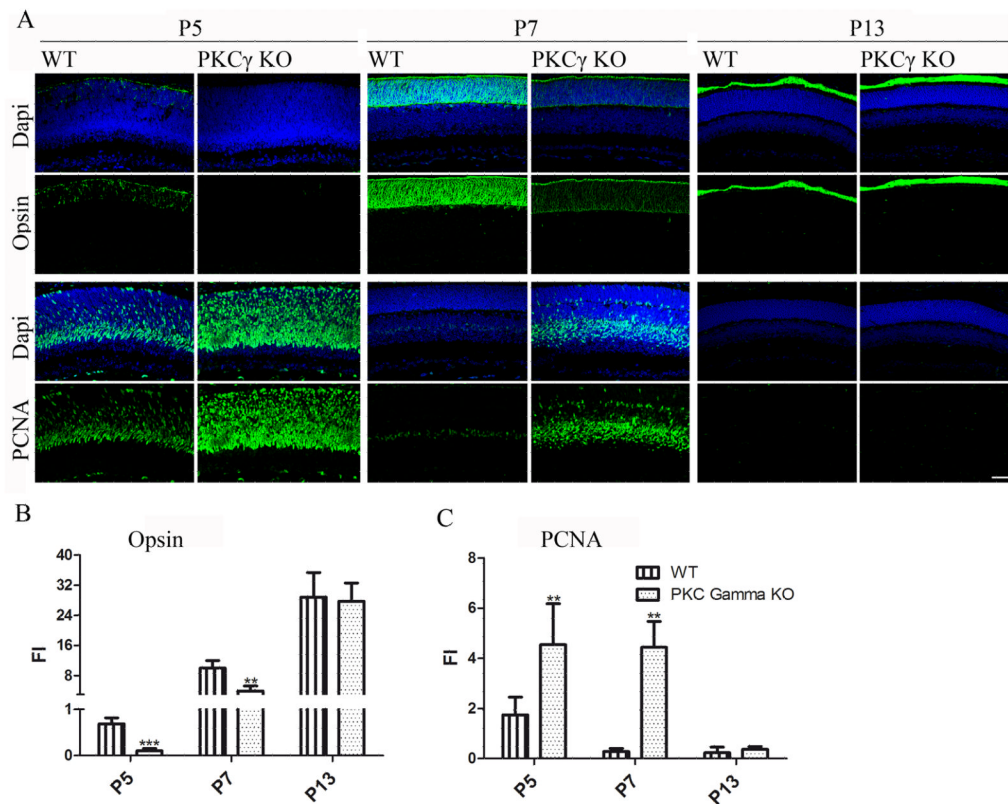 A
P5 P7 P13
WT PKCγ KO WT PKCγ KO WT PKCγ KO
Dapi
Opsin
Dapi
PCNA
B
Opsin
FI
40
32
24
16
8
1
0
**
***
P5 P7 P13
C
PCNA
WT
PKC Gamma KO
FI
8
6
4
2
0
**
**
P5 P7 P13